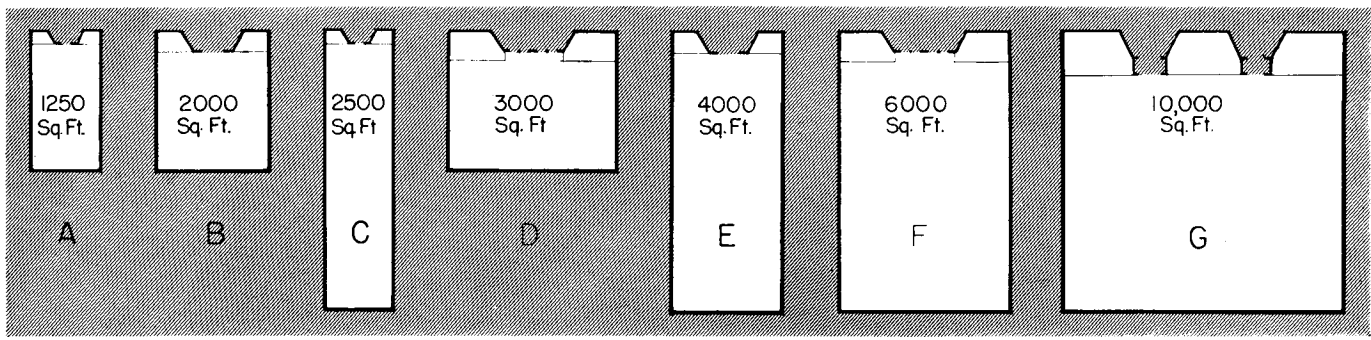 1250
Sq.Ft.
2000
Sq. Ft.
2500
Sq.Ft
3000
Sq. Ft
4000
Sq. Ft.
6000
Sq. Ft.
10,000
Sq. Ft.
A
B
C
D
E
F
G